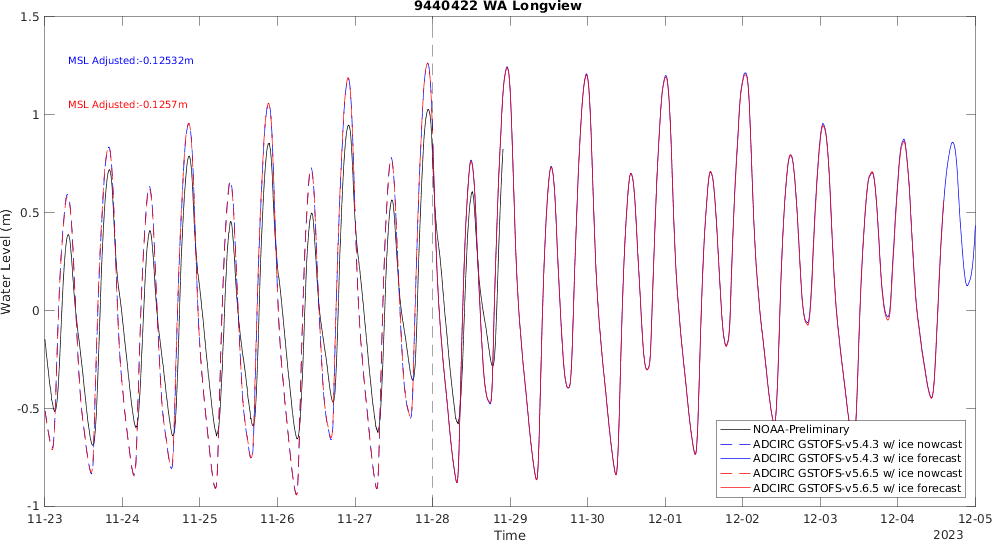 9440422 WA Longview
1.5
MSL Adjusted:-0.12532m
MSL Adjusted:-0.1257m
1
0.5
0
-0.5
-1
Water Level (m)
NOAA-Preliminary
ADCIRC GSTOFS-v5.4.3 w/ ice nowcast
ADCIRC GSTOFS-v5.4.3 w/ ice forecast
ADCIRC GSTOFS-v5.6.5 w/ ice nowcast
ADCIRC GSTOFS-v5.6.5 w/ ice forecast
11-23 11-24 11-25 11-26 11-27 11-28 11-29 11-30 12-01 12-02 12-03 12-04 12-05
Time
2023